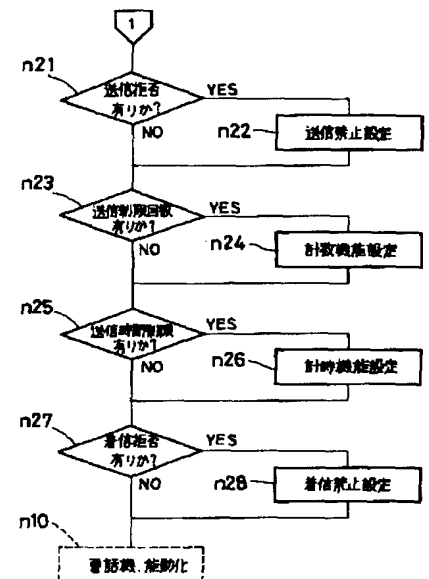 1
n21
送信拒否
有りか?
YES
NO
n22
送信禁止設定
n23
送信制限回数
有りか?
YES
NO
n24
計数機能設定
n25
送信時間制限
有りか?
YES
NO
n26
計時機能設定
n27
着信拒否
有りか?
YES
NO
n28
着信禁止設定
n10
電話機、能動化